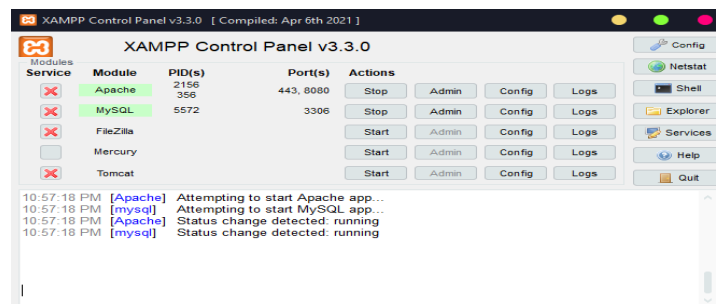 XAMPP Control Panel v3.3.0 [ Compiled: Apr 6th 2021 ]
XAMPP Control Panel v3.3.0
Config
Modules
Service Module PID(s) Port(s) Actions
Netstat
Apache 2156 356 443, 8080 Stop Admin Config Logs
Shell
MySQL 5572 3306 Stop Admin Config Logs
Explorer
FileZilla Start Admin Config Logs
Services
Mercury Start Admin Config Logs
Help
Tomcat Start Admin Config Logs
Quit
10:57:18 PM [Apache] Attempting to start Apache app...
10:57:18 PM [mysql] Attempting to start MySQL app...
10:57:18 PM [Apache] Status change detected: running
10:57:18 PM [mysql] Status change detected: running